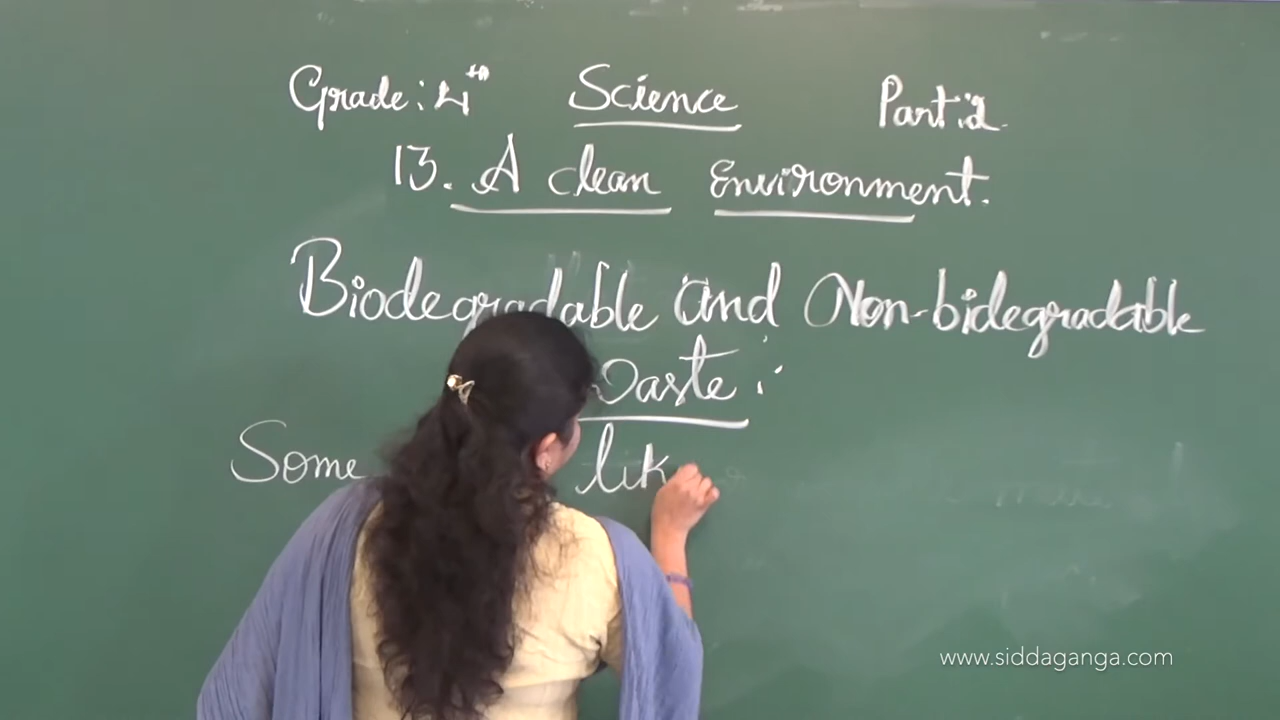 Grade: 4th Science Part:2.
13. A clean Environment.
Biodegradable and Non-bidegradable
Waste :-
Some lik
www.siddaganga.com